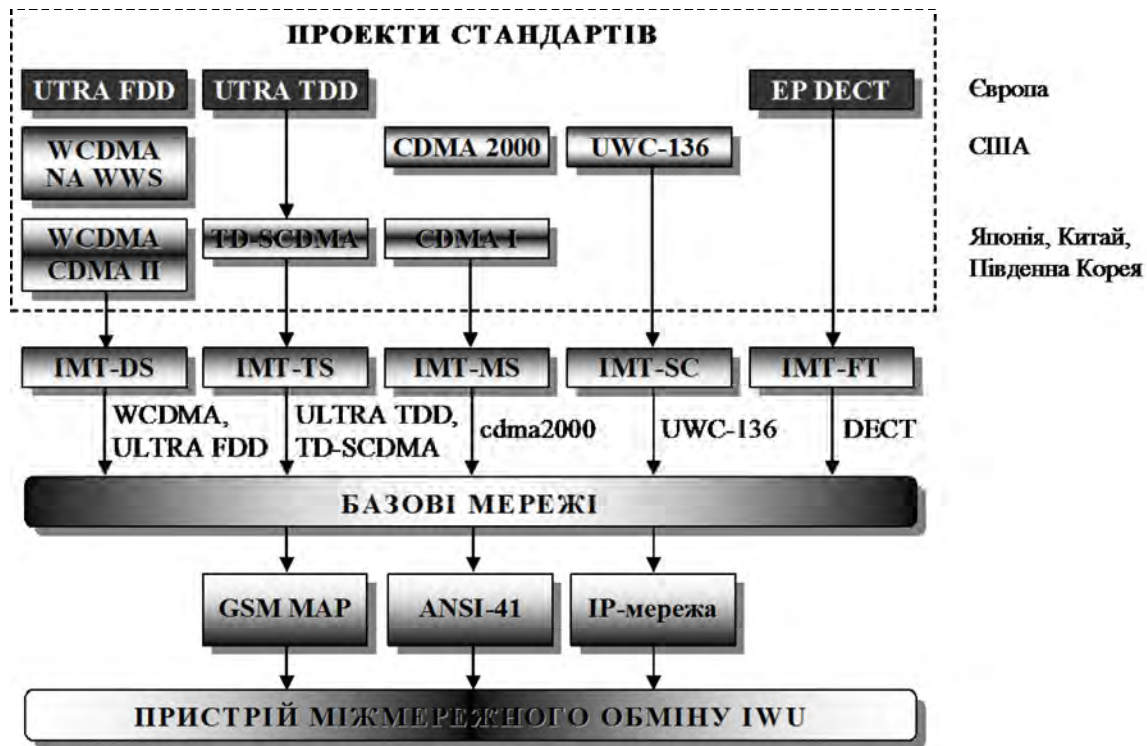 ПРОЕКТИ СТАНДАРТІВ
UTRA FDD
UTRA TDD
EP DECT
Європа
WCDMA
NA WWS
CDMA 2000
UWC-136
США
WCDMA
CDMA II
TD-SCDMA
CDMA I
Японія, Китай,
Південна Корея
IMT-DS
IMT-TS
IMT-MS
IMT-SC
IMT-FT
WCDMA,
ULTRA FDD
ULTRA TDD,
TD-SCDMA
cdma2000
UWC-136
DECT
БАЗОВІ МЕРЕЖІ
GSM MAP
ANSI-41
IP-мережа
ПРИСТРІЙ МІЖМЕРЕЖНОГО ОБМІНУ IWU